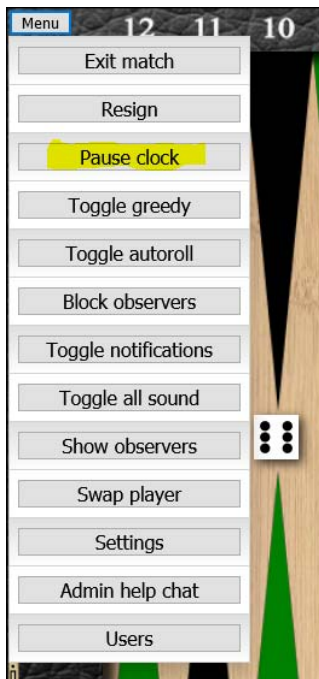 Menu
12 11 10
Exit match
Resign
Pause clock
Toggle greedy
Toggle autoroll
Block observers
Toggle notifications
Toggle all sound
Show observers
Swap player
Settings
Admin help chat
Users